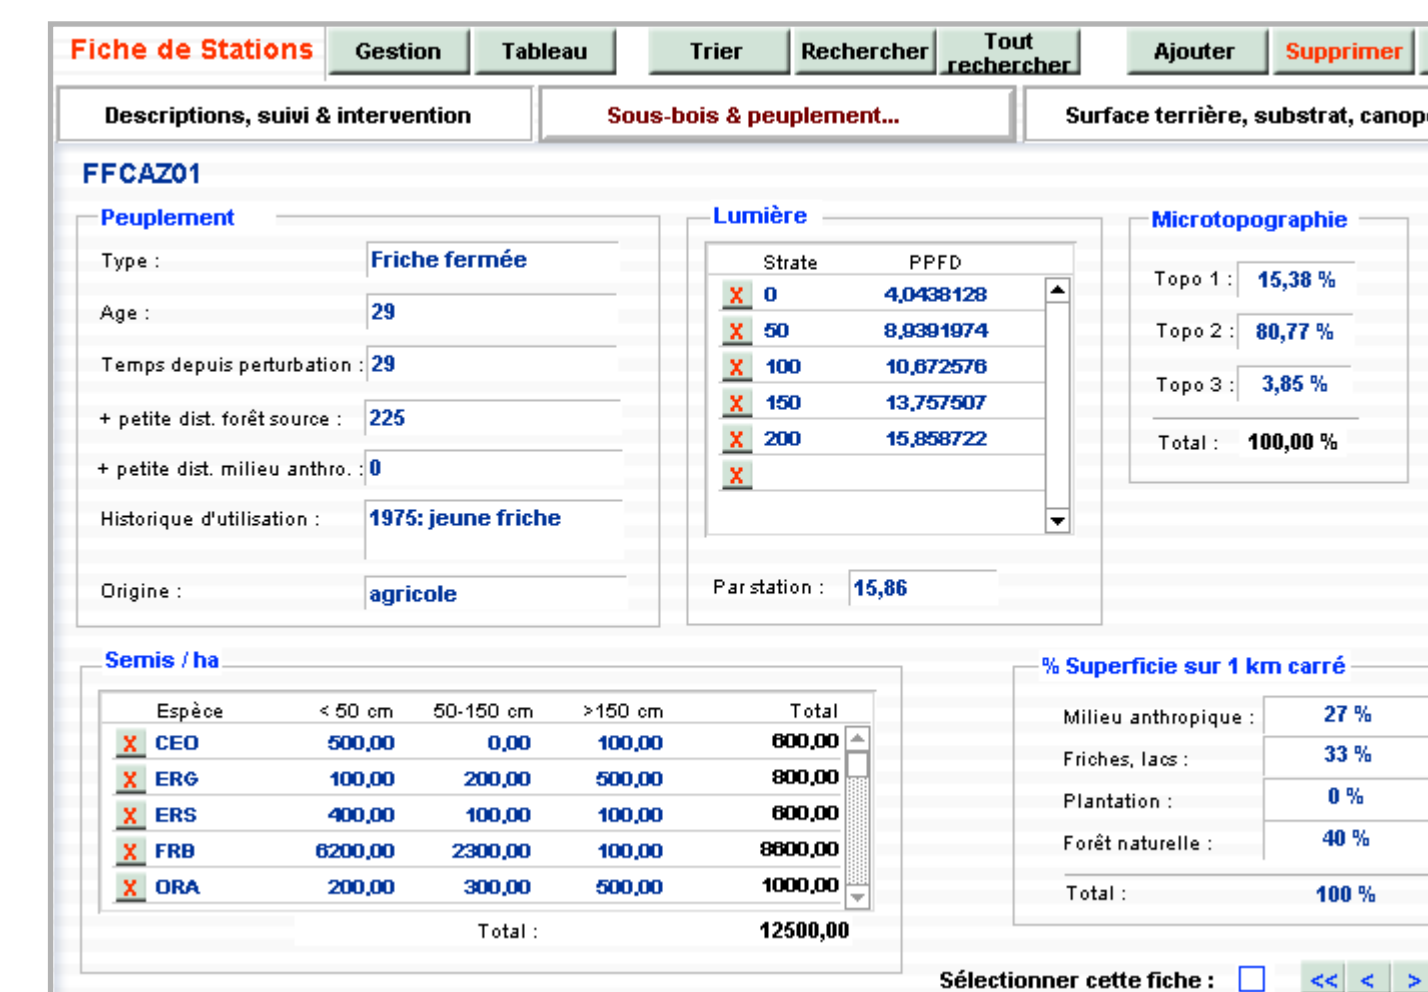 Fiche de Stations Gestion Tableau Trier Rechercher Tout rechercher Ajouter Supprimer
Descriptions, suivi & intervention Sous-bois & peuplement... Surface terrière, substrat, canop
FFCAZ01
Peuplement
Type : Friche fermée
Age : 29
Temps depuis perturbation : 29
+ petite dist. forêt source : 225
+ petite dist. milieu anthro. : 0
Historique d'utilisation : 1975: jeune friche
Origine : agricole
Lumière
Strate PPFD
X 0 4,0438128
X 50 8,9391974
X 100 10,672576
X 150 13,757507
X 200 15,858722
X
Par station : 15,86
Microtopographie
Topo 1 : 15,38 %
Topo 2 : 80,77 %
Topo 3 : 3,85 %
Total : 100,00 %
Semis / ha
Espèce < 50 cm 50-150 cm >150 cm Total
X CEO 500,00 0,00 100,00 600,00
X ERG 100,00 200,00 500,00 800,00
X ERS 400,00 100,00 100,00 600,00
X FRB 6200,00 2300,00 100,00 8600,00
X ORA 200,00 300,00 500,00 1000,00
Total : 12500,00
% Superficie sur 1 km carré
Milieu anthropique : 27 %
Friches, lacs : 33 %
Plantation : 0 %
Forêt naturelle : 40 %
Total : 100 %
Sélectionner cette fiche : << < >